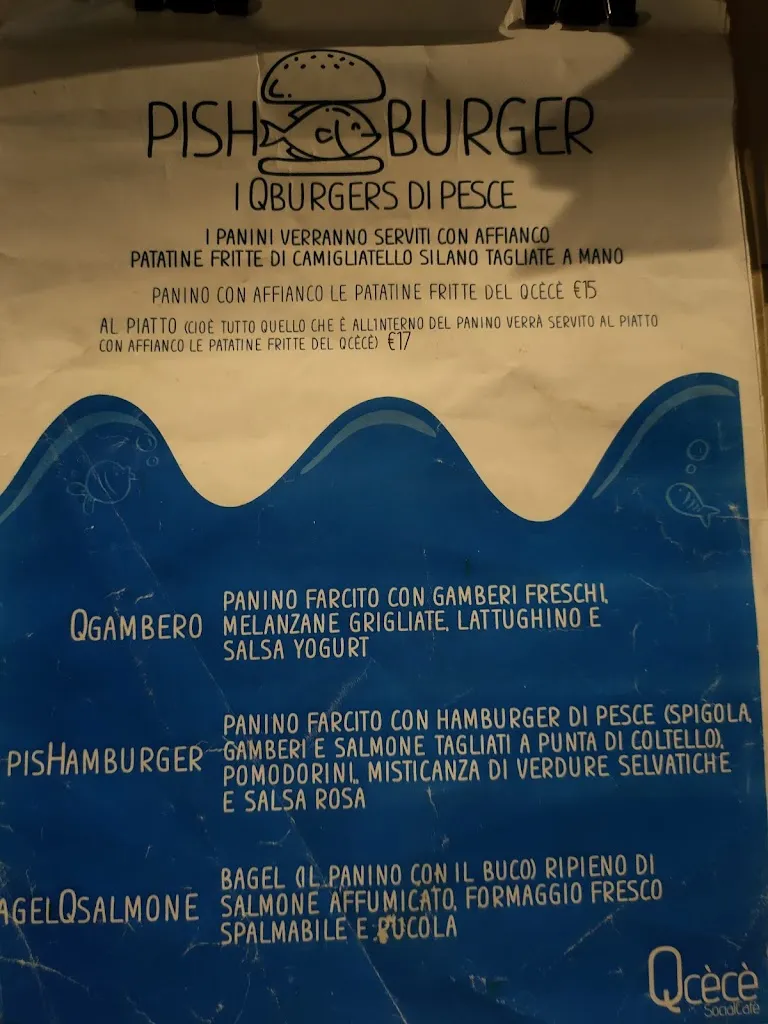 PISH BURGER
I QBURGERS DI PESCE
I PANINI VERRANNO SERVITI CON AFFIANCO
PATATINE FRITTE DI CAMIGLIATELLO SILANO TAGLIATE A MANO
PANINO CON AFFIANCO LE PATATINE FRITTE DEL QCÈCÈ €15
AL PIATTO (CIOÈ TUTTO QUELLO CHE È ALL'INTERNO DEL PANINO VERRÀ SERVITO AL PIATTO
CON AFFIANCO LE PATATINE FRITTE DEL QCÈCÈ) €17
QGAMBERO
PANINO FARCITO CON GAMBERI FRESCHI,
MELANZANE GRIGLIATE, LATTUGHINO E
SALSA YOGURT
PISHAMBURGER
PANINO FARCITO CON HAMBURGER DI PESCE (SPIGOLA,
GAMBERI E SALMONE TAGLIATI A PUNTA DI COLTELLO),
POMODORINI, MISTICANZA DI VERDURE SELVATICHE
E SALSA ROSA
AGELQSALMONE
BAGEL (IL PANINO CON IL BUCO) RIPIENO DI
SALMONE AFFUMICATO, FORMAGGIO FRESCO
SPALMABILE E RUCOLA
Qcècè
SocialCafè